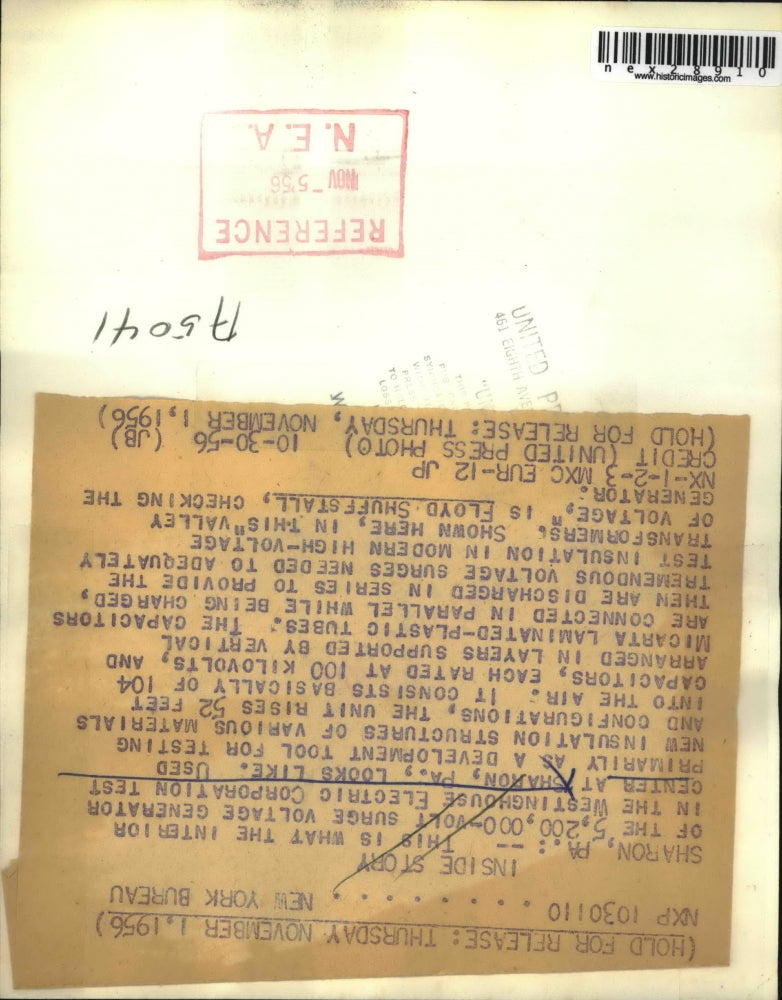 nex28910
www.historicimages.com
REFERENCE
NOV -5'56
N.E.A.
A5041
UNITED
461 EIGHTH AVE
(HOLD FOR RELEASE: THURSDAY NOVEMBER 1, 1956)
NXP 1030110 . . . . . . . . NEW YORK BUREAU
INSIDE STORY
SHARON, PA.: -- THIS IS WHAT THE INTERIOR
OF THE 5,200,000-VOLT SURGE VOLTAGE GENERATOR
IN THE WESTINGHOUSE ELECTRIC CORPORATION TEST
CENTER AT SHARON, PA., LOOKS LIKE. USED
PRIMARILY AS A DEVELOPMENT TOOL FOR TESTING
NEW INSULATION STRUCTURES OF VARIOUS MATERIALS
AND CONFIGURATIONS, THE UNIT RISES 52 FEET
INTO THE AIR. IT CONSISTS BASICALLY OF 104
CAPACITORS, EACH RATED AT 100 KILOVOLTS, AND
ARRANGED IN LAYERS SUPPORTED BY VERTICAL
MICARTA LAMINATED-PLASTIC TUBES. THE CAPACITORS
ARE CONNECTED IN PARALLEL WHILE BEING CHARGED,
THEN ARE DISCHARGED IN SERIES TO PROVIDE THE
TREMENDOUS VOLTAGE SURGES NEEDED TO ADEQUATELY
TEST INSULATION IN MODERN HIGH-VOLTAGE
TRANSFORMERS. SHOWN HERE, IN THIS "VALLEY
OF VOLTAGE", IS FLOYD SHUFFSTALL, CHECKING THE
GENERATOR.
NX-1-2-3 MXC EUR-12 JP
CREDIT (UNITED PRESS PHOTO) 10-30-56 (JB)
(HOLD FOR RELEASE: THURSDAY, NOVEMBER 1, 1956)